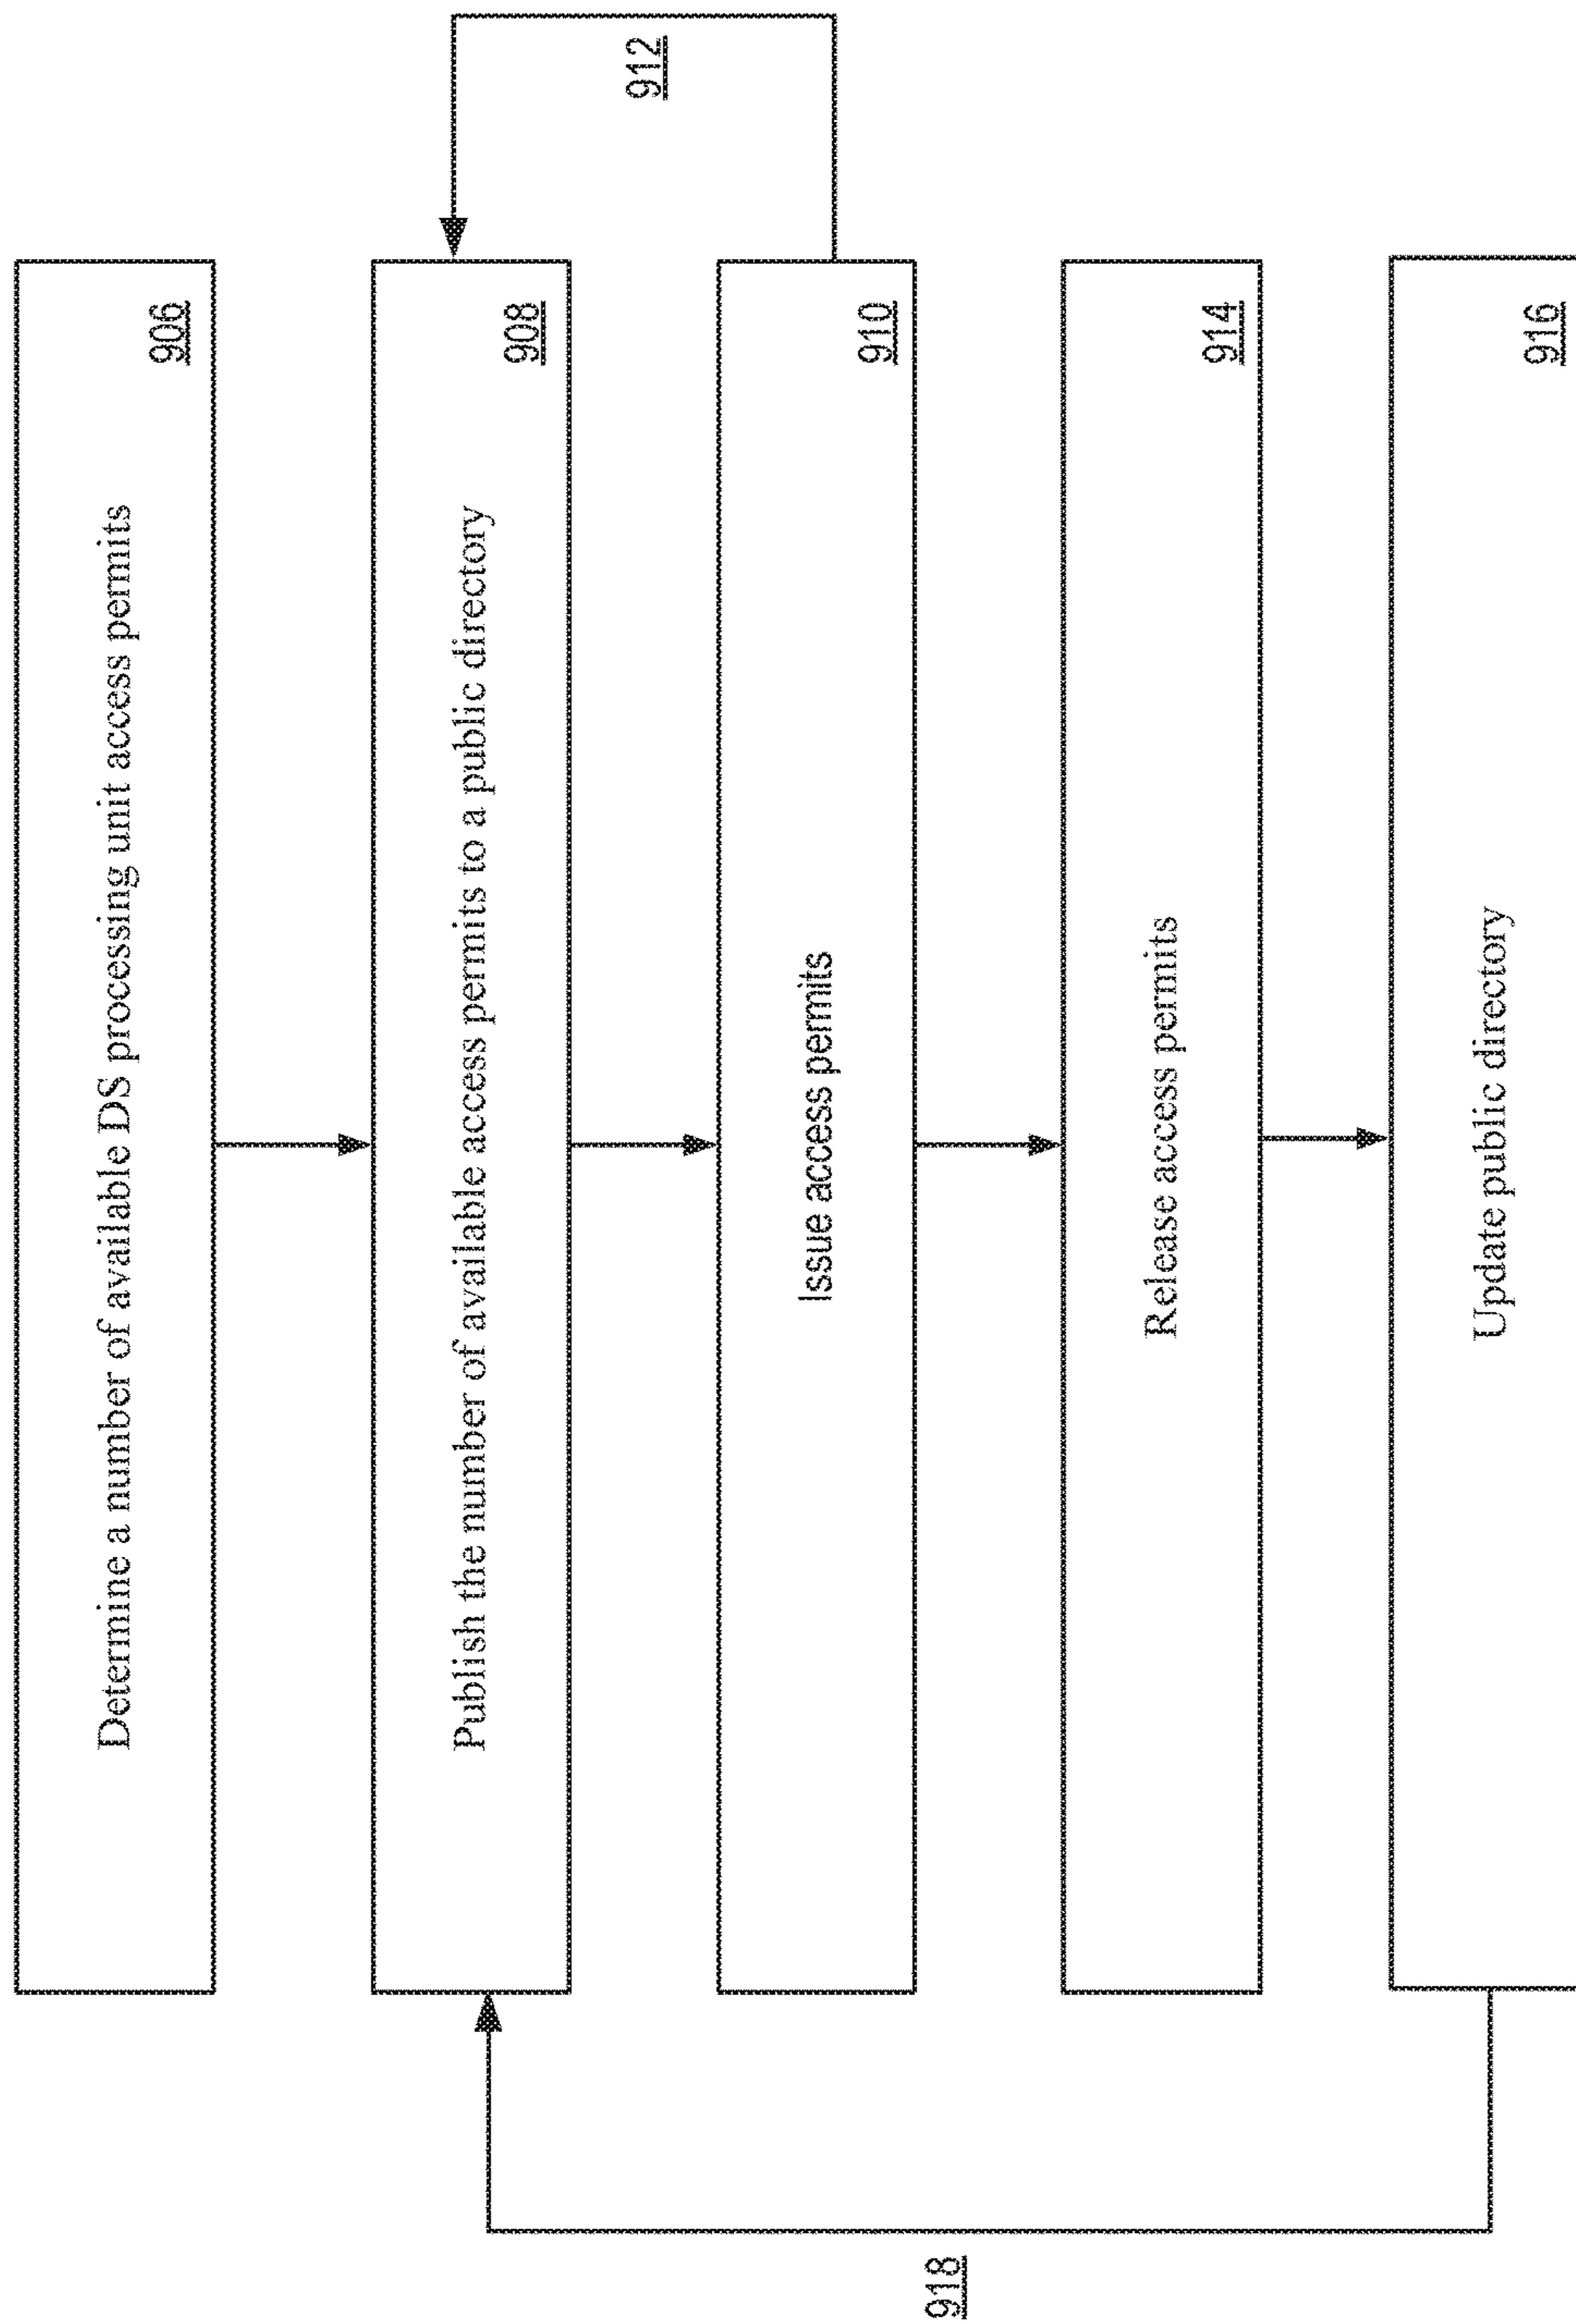 Determine a number of available DS processing unit access permits
906
Publish the number of available access permits to a public directory
908
912
Issue access permits
910
Release access permits
914
918
Update public directory
916